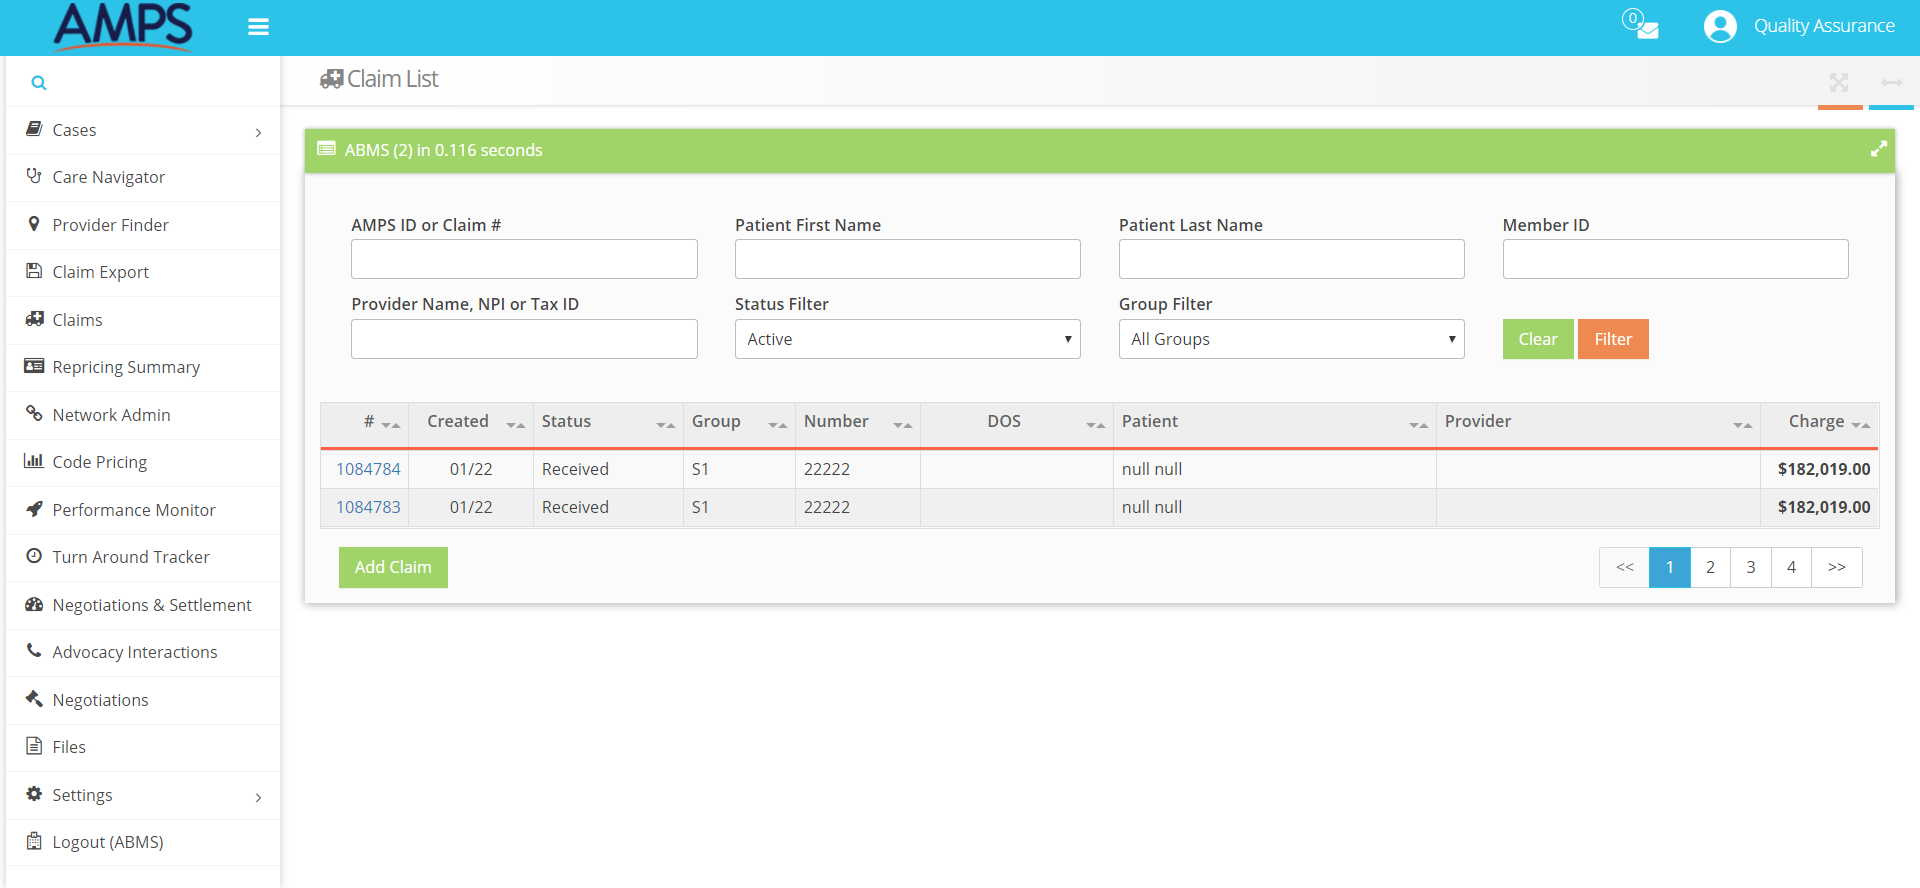 AMPS
0
Quality Assurance
Claim List
Cases
Care Navigator
Provider Finder
Claim Export
Claims
Repricing Summary
Network Admin
Code Pricing
Performance Monitor
Turn Around Tracker
Negotiations & Settlement
Advocacy Interactions
Negotiations
Files
Settings
Logout (ABMS)
ABMS (2) in 0.116 seconds
AMPS ID or Claim # Patient First Name Patient Last Name Member ID
Provider Name, NPI or Tax ID Status Filter Group Filter
Active All Groups Clear Filter
# Created Status Group Number DOS Patient Provider Charge
1084784 01/22 Received S1 22222 null null $182,019.00
1084783 01/22 Received S1 22222 null null $182,019.00
Add Claim << 1 2 3 4 >>